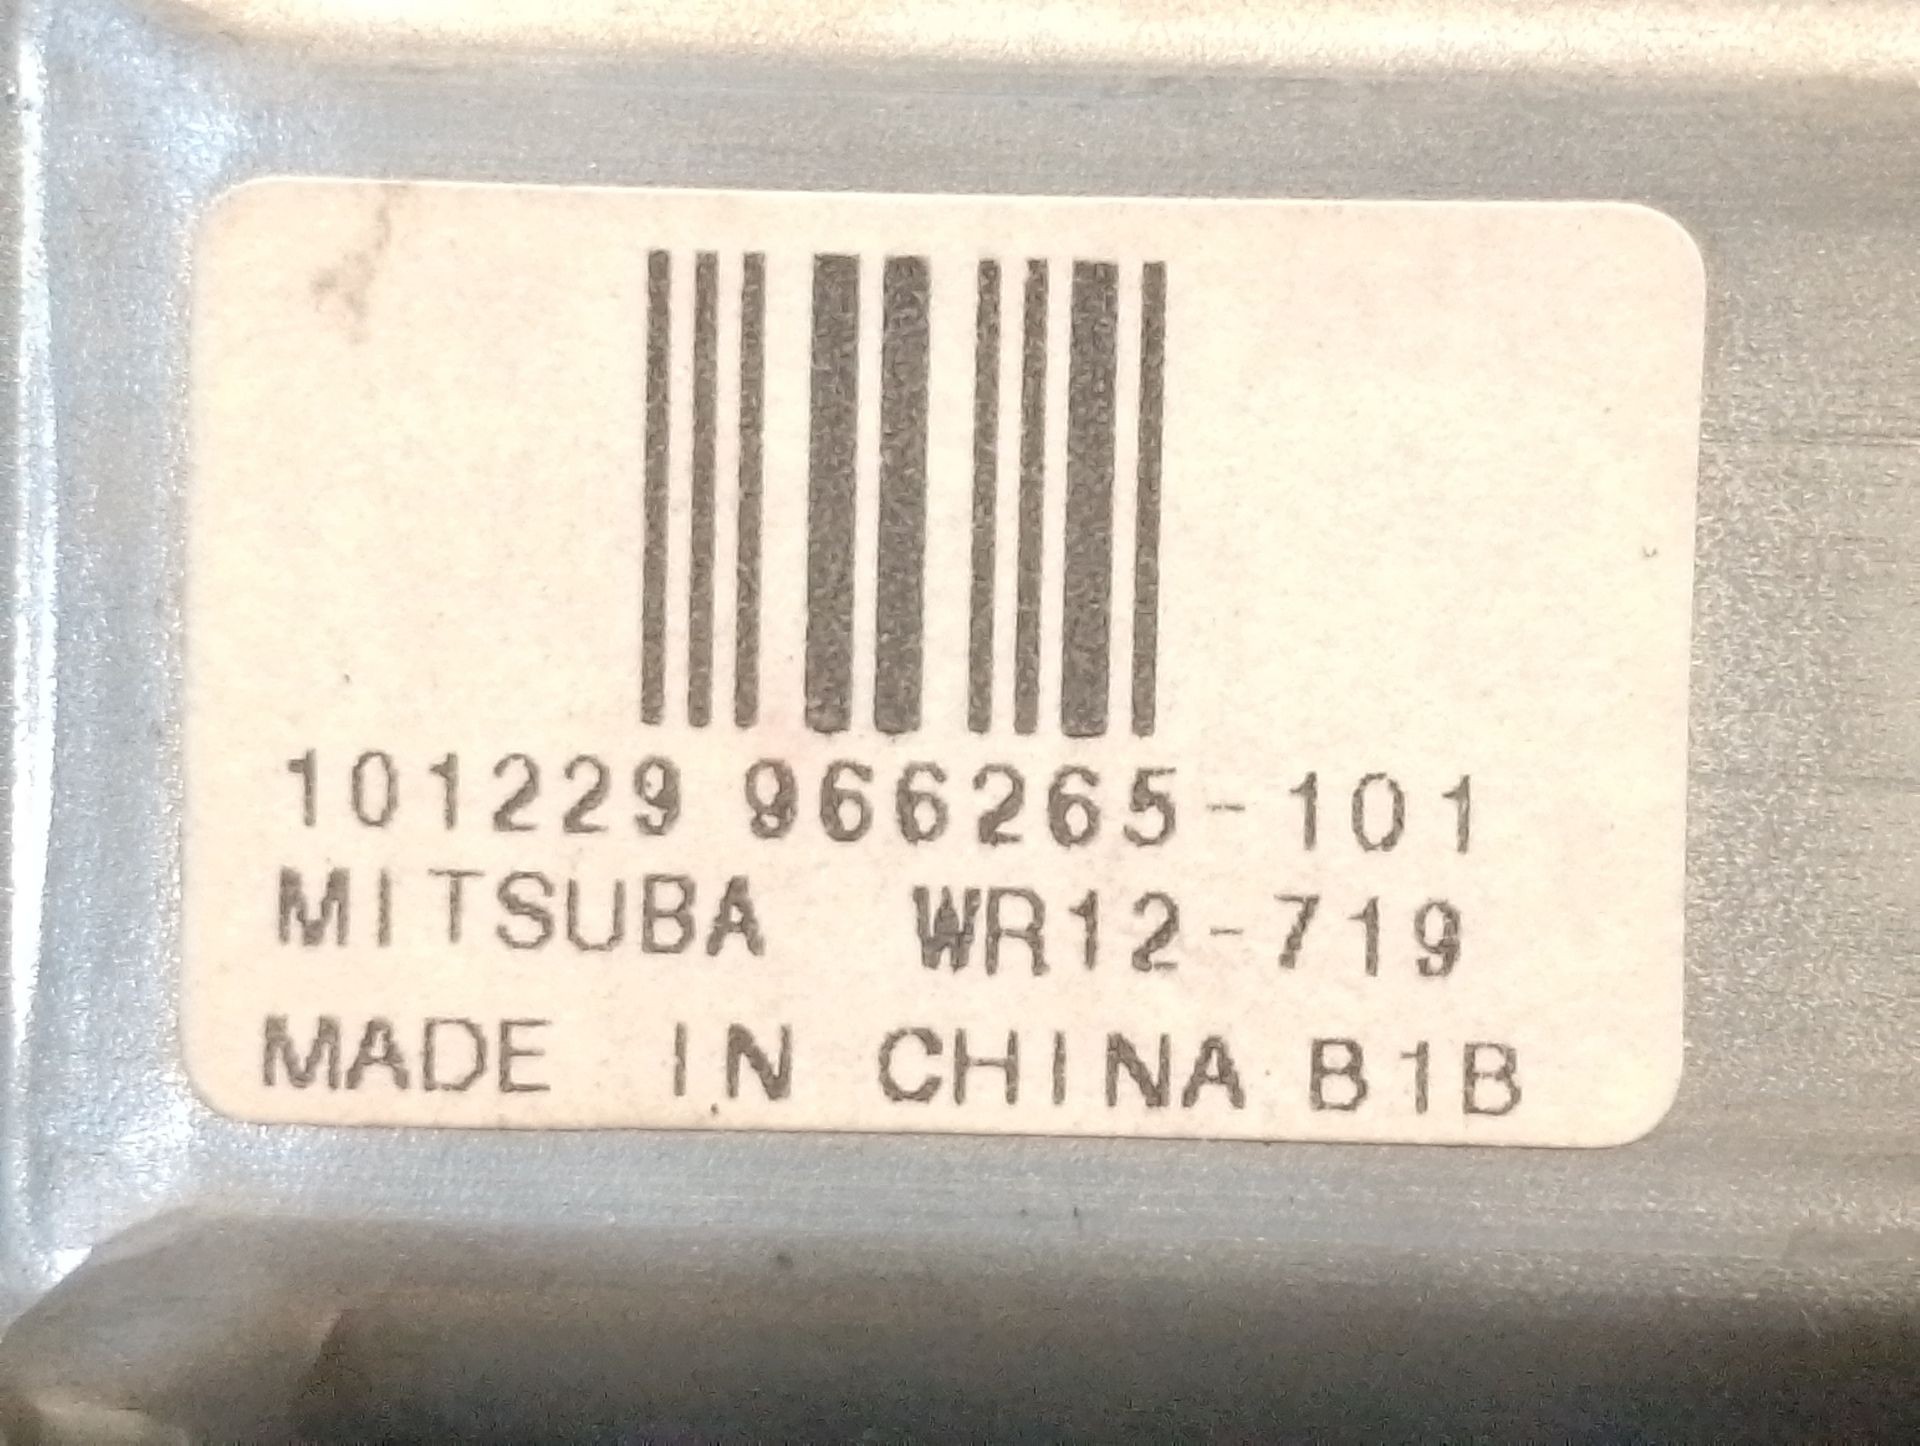 101229 966265-101
MITSUBA WR12-719
MADE IN CHINA B1B